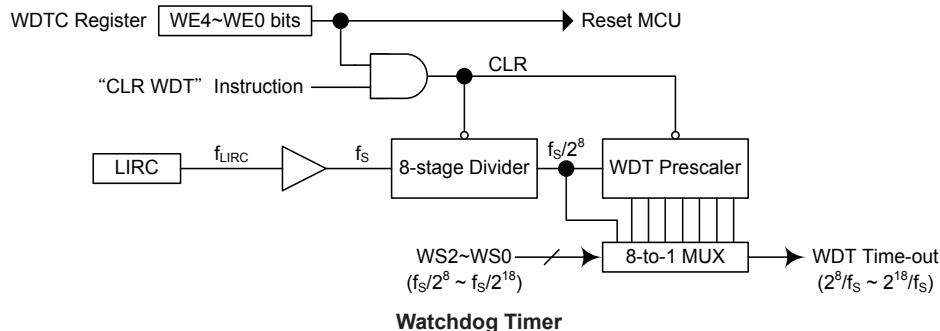 WDTC Register WE4~WE0 bits Reset MCU
CLR
“CLR WDT” Instruction
LIRC fLIRC fS 8-stage Divider fS/2⁸ WDT Prescaler
WS2~WS0 8-to-1 MUX WDT Time-out
(fS/2⁸ ~ fS/2¹⁸) (2⁸/fS ~ 2¹⁸/fS)
Watchdog Timer